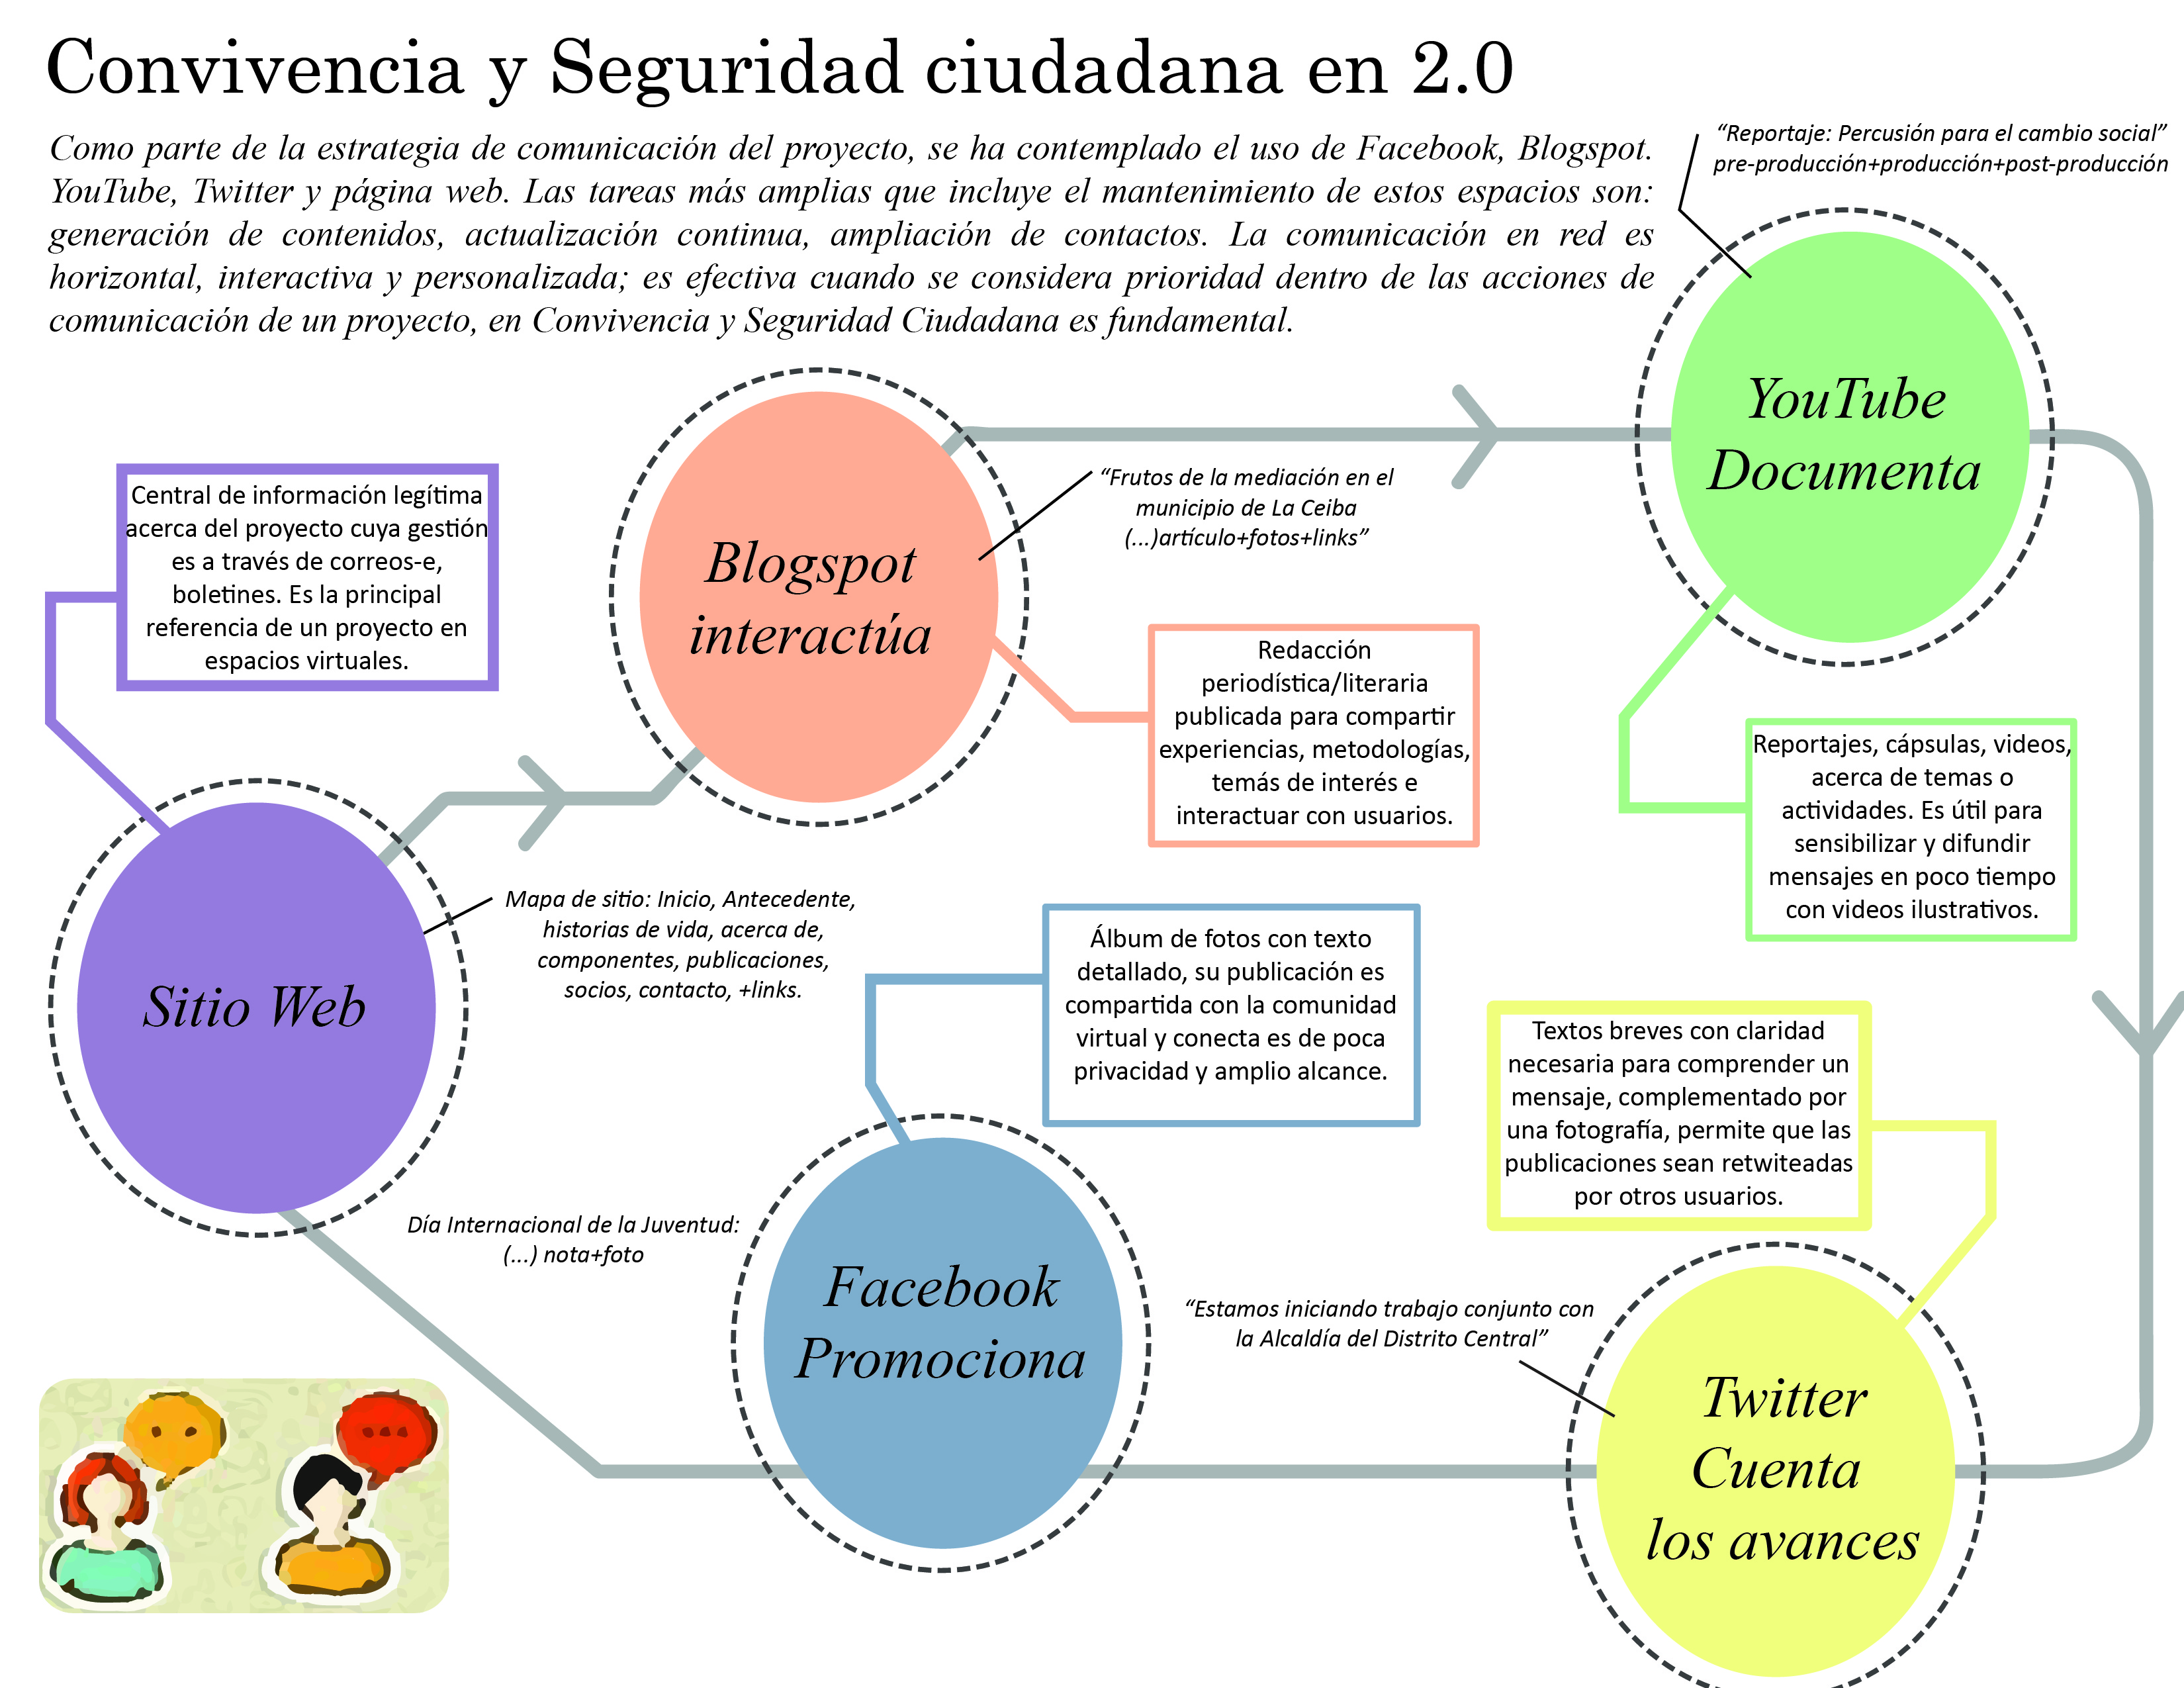 Convivencia y Seguridad ciudadana en 2.0
Como parte de la estrategia de comunicación del proyecto, se ha contemplado el uso de Facebook, Blogspot.
YouTube, Twitter y página web. Las tareas más amplias que incluye el mantenimiento de estos espacios son:
generación de contenidos, actualización continua, ampliación de contactos. La comunicación en red es
horizontal, interactiva y personalizada; es efectiva cuando se considera prioridad dentro de las acciones de
comunicación de un proyecto, en Convivencia y Seguridad Ciudadana es fundamental.
“Reportaje: Percusión para el cambio social”
pre-producción+producción+post-producción
YouTube
Documenta
Blogspot
interactúa
“Frutos de la mediación en el
municipio de La Ceiba
(...)artículo+fotos+links”
Central de información legítima
acerca del proyecto cuya gestión
es a través de correos-e,
boletines. Es la principal
referencia de un proyecto en
espacios virtuales.
Redacción
periodística/literaria
publicada para compartir
experiencias, metodologías,
temás de interés e
interactuar con usuarios.
Reportajes, cápsulas, videos,
acerca de temas o
actividades. Es útil para
sensibilizar y difundir
mensajes en poco tiempo
con videos ilustrativos.
Sitio Web
Mapa de sitio: Inicio, Antecedente,
historias de vida, acerca de,
componentes, publicaciones,
socios, contacto, +links.
Álbum de fotos con texto
detallado, su publicación es
compartida con la comunidad
virtual y conecta es de poca
privacidad y amplio alcance.
Textos breves con claridad
necesaria para comprender un
mensaje, complementado por
una fotografía, permite que las
publicaciones sean retwiteadas
por otros usuarios.
Día Internacional de la Juventud:
(...) nota+foto
Facebook
Promociona
“Estamos iniciando trabajo conjunto con
la Alcaldía del Distrito Central”
Twitter
Cuenta
los avances